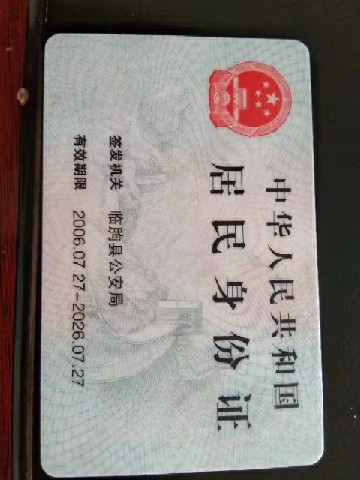 中华人民共和国
居民身份证
签发机关 临朐县公安局
有效期限 2006.07.27-2026.07.27